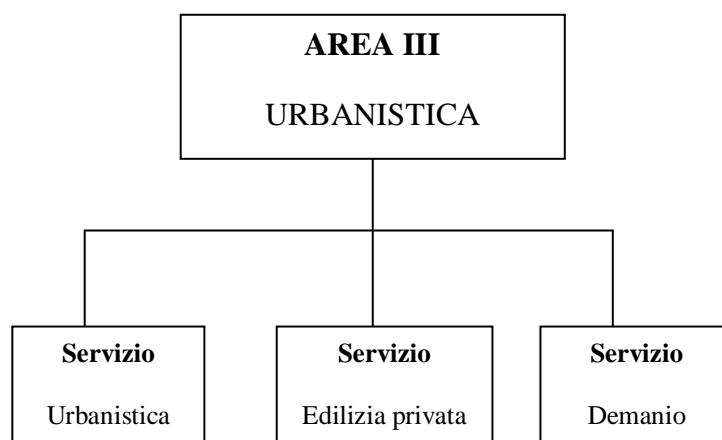 AREA III
URBANISTICA
Servizio
Urbanistica
Servizio
Edilizia privata
Servizio
Demanio